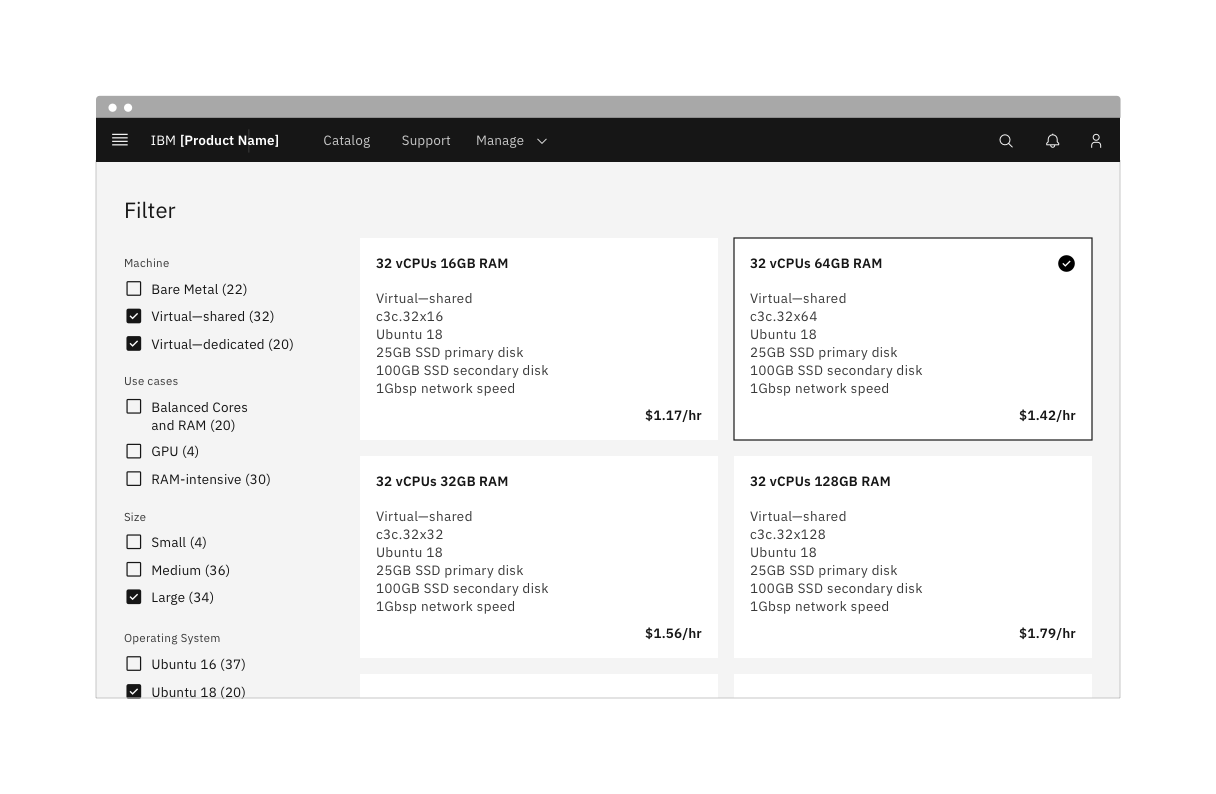 IBM [Product Name]
Catalog
Support
Manage
Filter
Machine
Bare Metal (22)
Virtual—shared (32)
Virtual—dedicated (20)
Use cases
Balanced Cores
and RAM (20)
GPU (4)
RAM-intensive (30)
Size
Small (4)
Medium (36)
Large (34)
Operating System
Ubuntu 16 (37)
Ubuntu 18 (20)
32 vCPUs 16GB RAM
Virtual—shared
c3c.32x16
Ubuntu 18
25GB SSD primary disk
100GB SSD secondary disk
1Gbsp network speed
$1.17/hr
32 vCPUs 64GB RAM
Virtual—shared
c3c.32x64
Ubuntu 18
25GB SSD primary disk
100GB SSD secondary disk
1Gbsp network speed
$1.42/hr
32 vCPUs 32GB RAM
Virtual—shared
c3c.32x32
Ubuntu 18
25GB SSD primary disk
100GB SSD secondary disk
1Gbsp network speed
$1.56/hr
32 vCPUs 128GB RAM
Virtual—shared
c3c.32x128
Ubuntu 18
25GB SSD primary disk
100GB SSD secondary disk
1Gbsp network speed
$1.79/hr